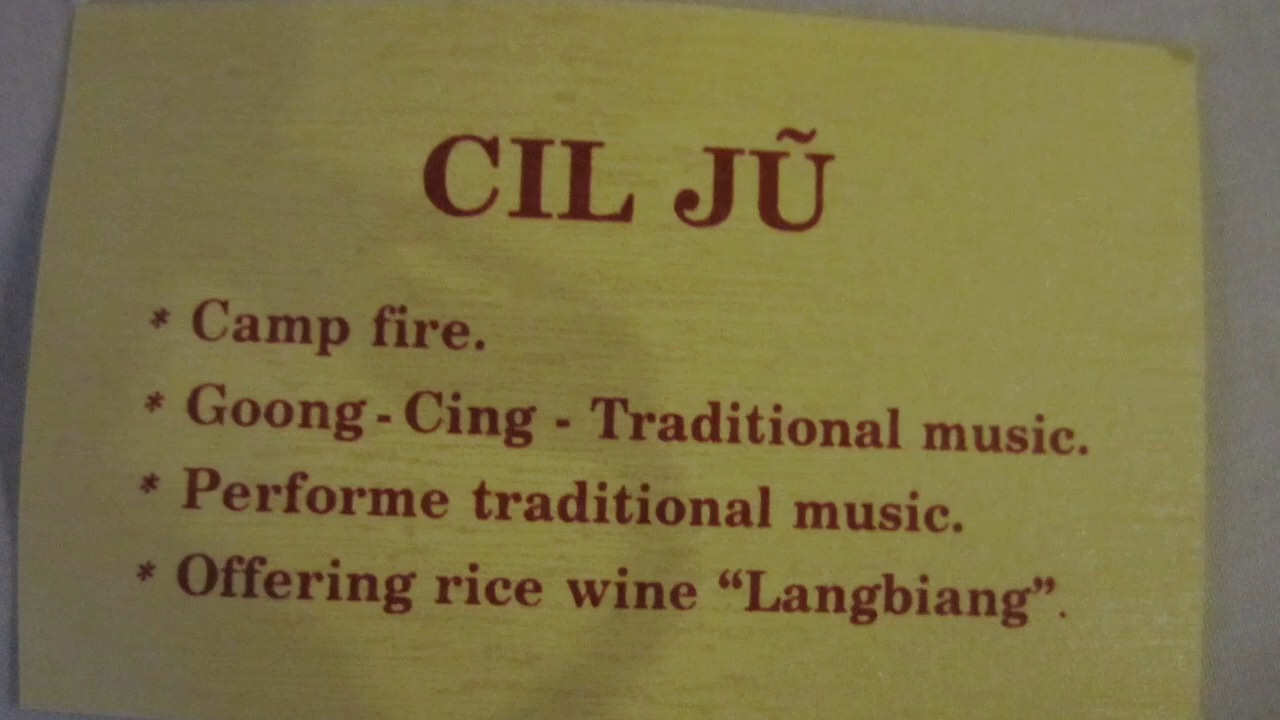 CIL JŨ
* Camp fire.
* Goong - Cing - Traditional music.
* Performe traditional music.
* Offering rice wine “Langbiang”.